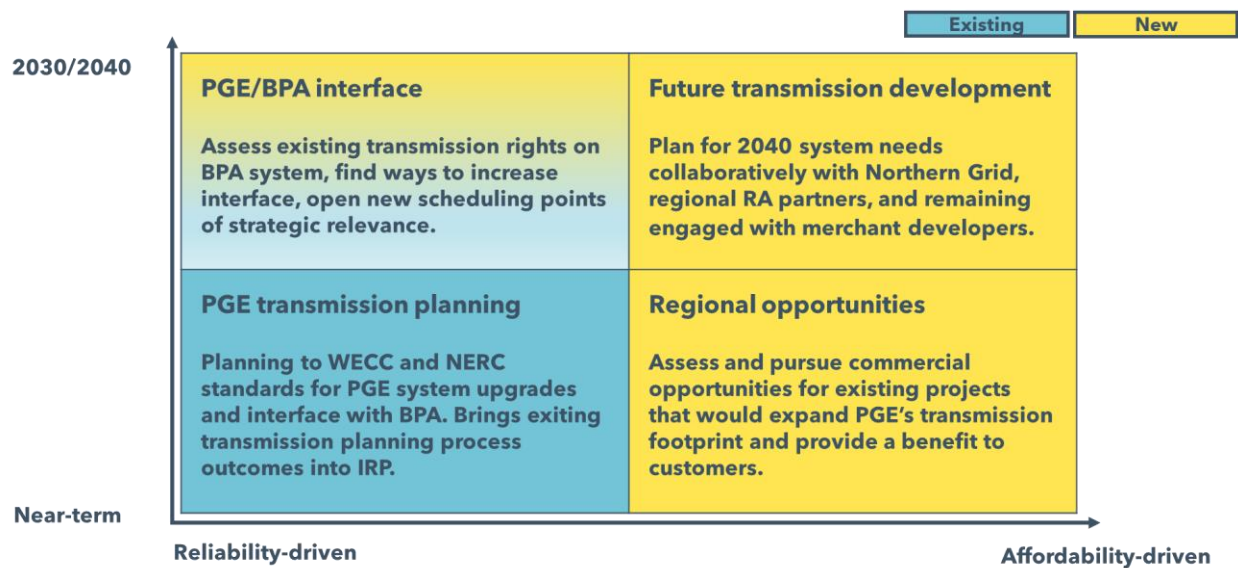 Existing
New
2030/2040
PGE/BPA interface
Assess existing transmission rights on
BPA system, find ways to increase
interface, open new scheduling points
of strategic relevance.
Future transmission development
Plan for 2040 system needs
collaboratively with Northern Grid,
regional RA partners, and remaining
engaged with merchant developers.
PGE transmission planning
Planning to WECC and NERC
standards for PGE system upgrades
and interface with BPA. Brings exiting
transmission planning process
outcomes into IRP.
Regional opportunities
Assess and pursue commercial
opportunities for existing projects
that would expand PGE’s transmission
footprint and provide a benefit to
customers.
Near-term
Reliability-driven
Affordability-driven